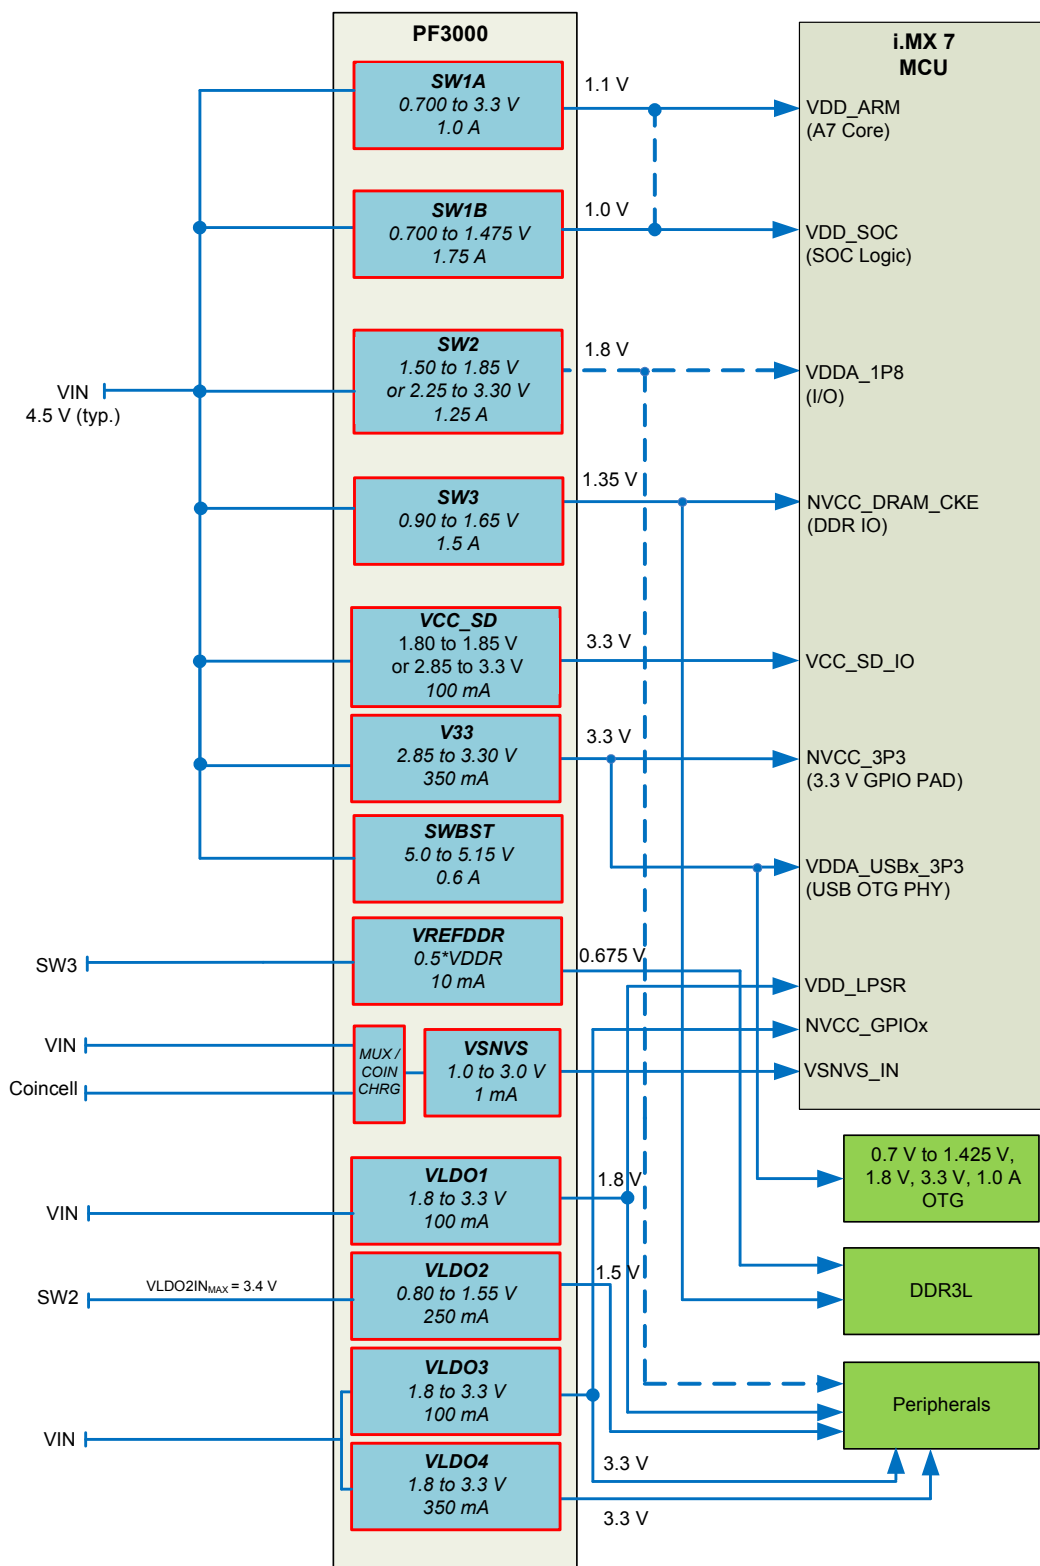 PF3000
i.MX 7
MCU
SW1A
0.700 to 3.3 V
1.0 A
1.1 V
VDD_ARM
(A7 Core)
SW1B
0.700 to 1.475 V
1.75 A
1.0 V
VDD_SOC
(SOC Logic)
VIN
4.5 V (typ.)
SW2
1.50 to 1.85 V
or 2.25 to 3.30 V
1.25 A
1.8 V
VDDA_1P8
(I/O)
SW3
0.90 to 1.65 V
1.5 A
1.35 V
NVCC_DRAM_CKE
(DDR IO)
VCC_SD
1.80 to 1.85 V
or 2.85 to 3.3 V
100 mA
3.3 V
VCC_SD_IO
V33
2.85 to 3.30 V
350 mA
3.3 V
NVCC_3P3
(3.3 V GPIO PAD)
SWBST
5.0 to 5.15 V
0.6 A
VDDA_USBx_3P3
(USB OTG PHY)
SW3
VREFDDR
0.5*VDDR
10 mA
0.675 V
VDD_LPSR
NVCC_GPIOx
VIN
Coincell
MUX /
COIN
CHRG
VSNVS
1.0 to 3.0 V
1 mA
VSNVS_IN
0.7 V to 1.425 V,
1.8 V, 3.3 V, 1.0 A
OTG
VIN
VLDO1
1.8 to 3.3 V
100 mA
1.8 V
SW2
VLDO2INMAX = 3.4 V
VLDO2
0.80 to 1.55 V
250 mA
1.5 V
DDR3L
VIN
VLDO3
1.8 to 3.3 V
100 mA
Peripherals
3.3 V
VLDO4
1.8 to 3.3 V
350 mA
3.3 V